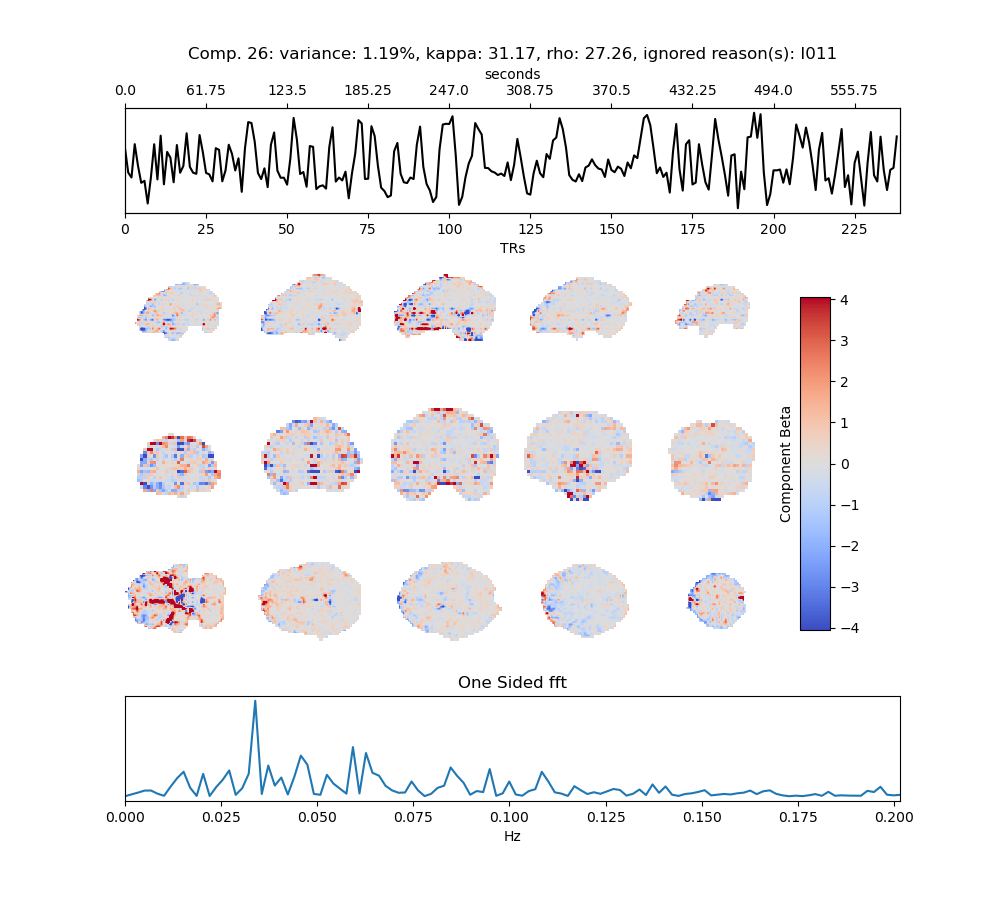 Comp. 26: variance: 1.19%, kappa: 31.17, rho: 27.26, ignored reason(s): I011
seconds
0.0 61.75 123.5 185.25 247.0 308.75 370.5 432.25 494.0 555.75
0 25 50 75 100 125 150 175 200 225
TRs
4
3
2
1
0
−1
−2
−3
−4
Component Beta
One Sided fft
0.000 0.025 0.050 0.075 0.100 0.125 0.150 0.175 0.200
Hz